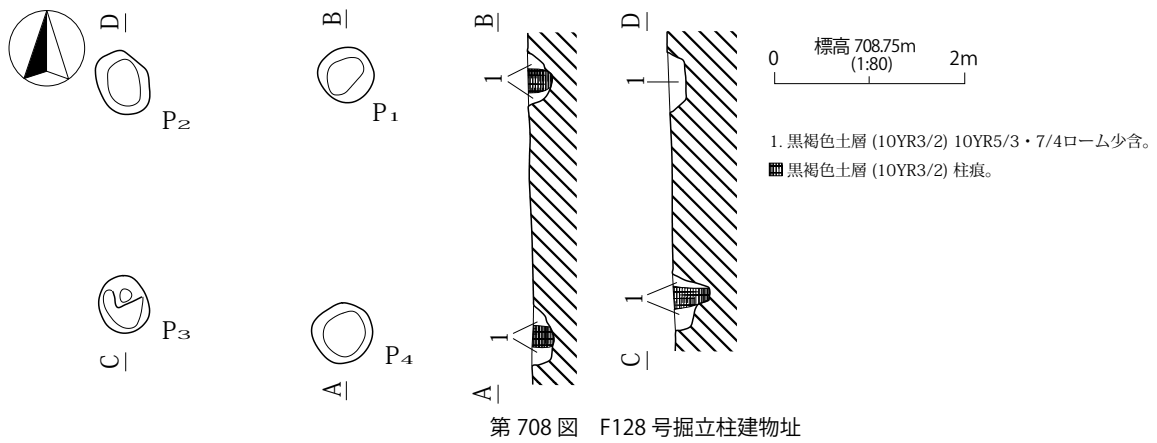 D
B
B
D
P2
P1
P3
P4
C
A
A
C
1
1
1
1
標高 708.75m
(1:80)
0
2m
1. 黒褐色土層 (10YR3/2) 10YR5/3・7/4ローム少含。
黒褐色土層 (10YR3/2) 柱痕。
第 708 図 F128 号掘立柱建物址